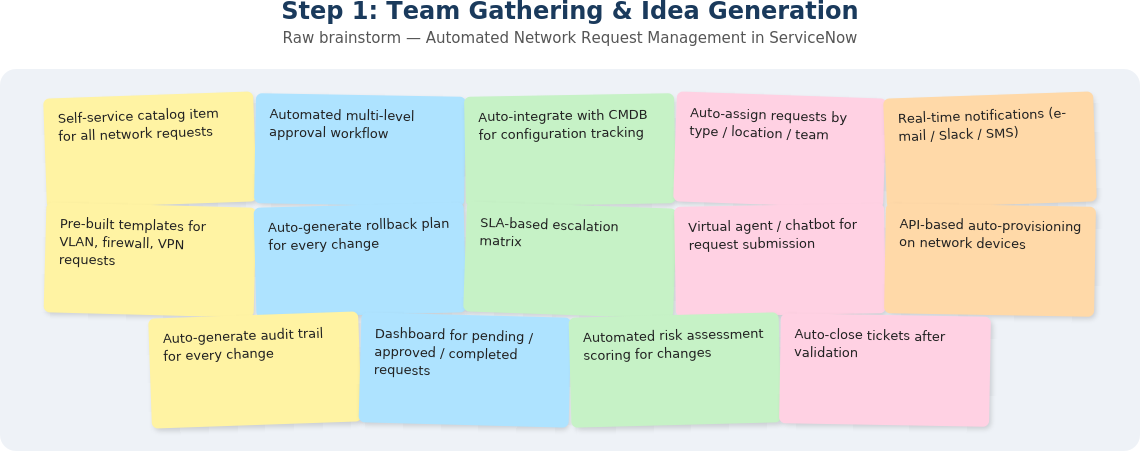 Step 1: Team Gathering & Idea Generation
Raw brainstorm — Automated Network Request Management in ServiceNow
Self-service catalog item
for all network requests
Automated multi-level
approval workflow
Auto-integrate with CMDB
for configuration tracking
Auto-assign requests by
type / location / team
Real-time notifications (e-
mail / Slack / SMS)
Pre-built templates for
VLAN, firewall, VPN
requests
Auto-generate rollback plan
for every change
SLA-based escalation
matrix
Virtual agent / chatbot for
request submission
API-based auto-provisioning
on network devices
Auto-generate audit trail
for every change
Dashboard for pending /
approved / completed
requests
Automated risk assessment
scoring for changes
Auto-close tickets after
validation